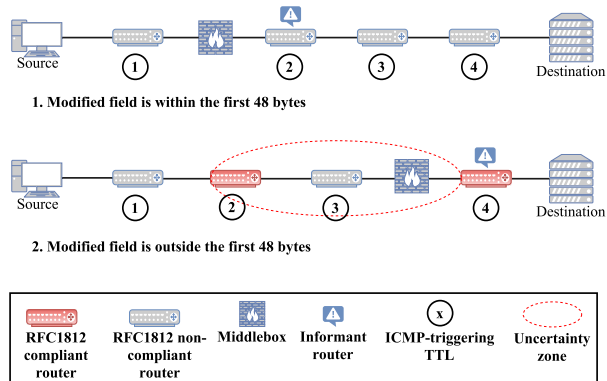 Source
1
2
3
4
Destination
1. Modified field is within the first 48 bytes
Source
1
2
3
4
Destination
2. Modified field is outside the first 48 bytes
x
RFC1812 compliant router
RFC1812 non-compliant router
Middlebox
Informant router
ICMP-triggering TTL
Uncertainty zone